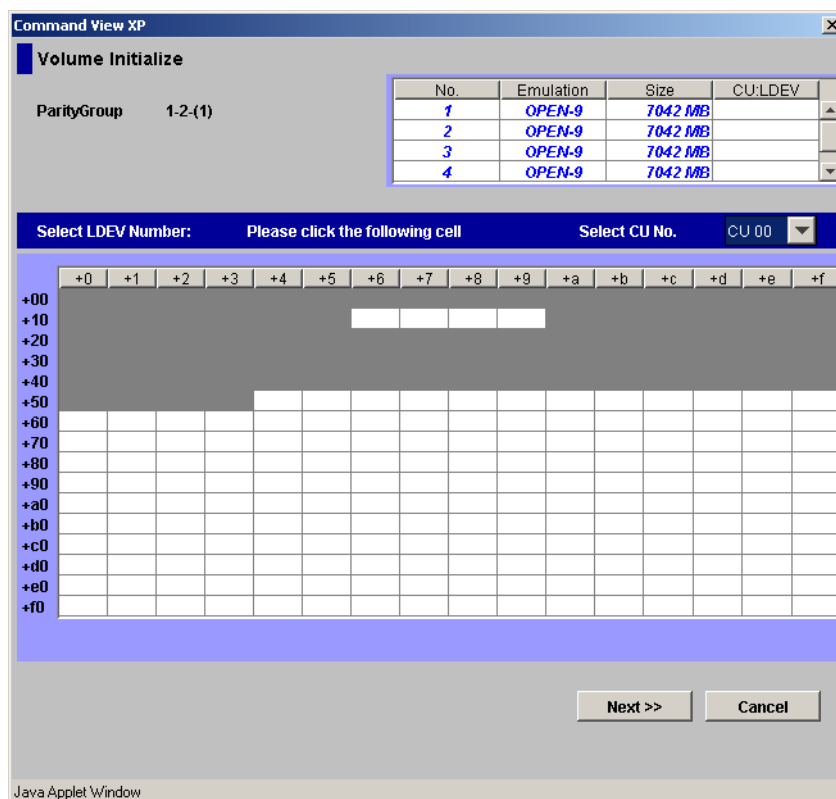 Command View XP
Volume Initialize
ParityGroup 1-2-(1)
No. Emulation Size CU:LDEV
1 OPEN-9 7042 MB
2 OPEN-9 7042 MB
3 OPEN-9 7042 MB
4 OPEN-9 7042 MB
Select LDEV Number: Please click the following cell Select CU No. CU 00
+0 +1 +2 +3 +4 +5 +6 +7 +8 +9 +a +b +c +d +e +f
+00
+10
+20
+30
+40
+50
+60
+70
+80
+90
+a0
+b0
+c0
+d0
+e0
+f0
Next >> Cancel
Java Applet Window